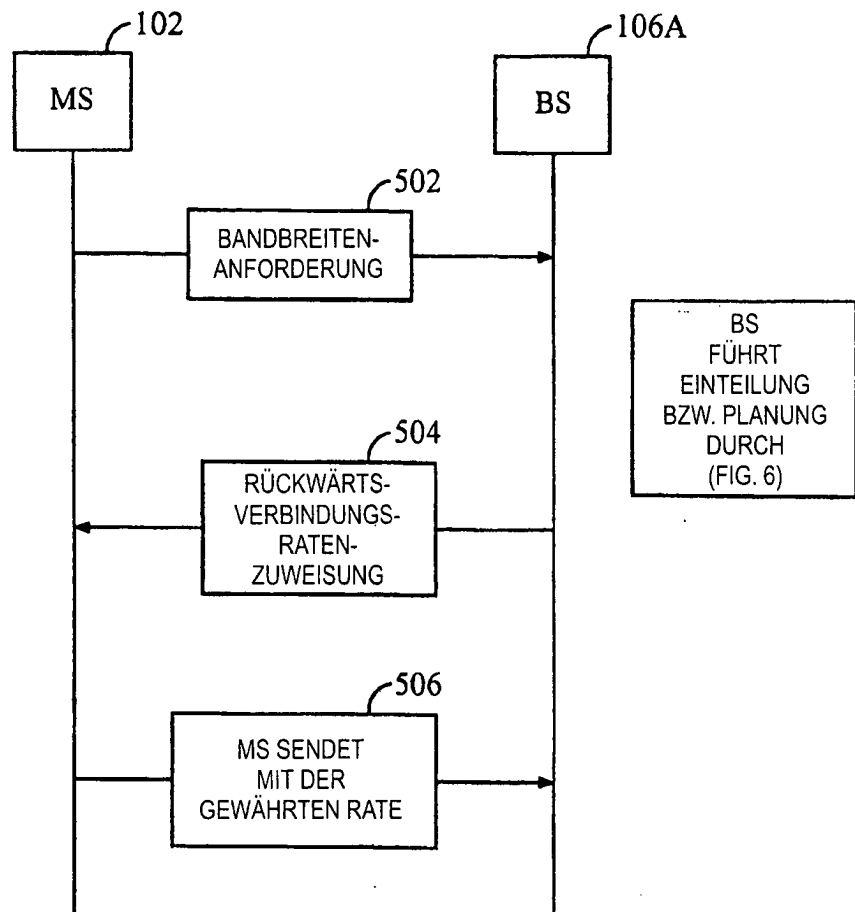 102
106A
MS
BS
502
BANDBREITEN-
ANFORDERUNG
BS
FÜHRT
EINTEILUNG
BZW. PLANUNG
DURCH
(FIG. 6)
504
RÜCKWÄRTS-
VERBINDUNGS-
RATEN-
ZUWEISUNG
506
MS SENDET
MIT DER
GEWÄHRTEN RATE